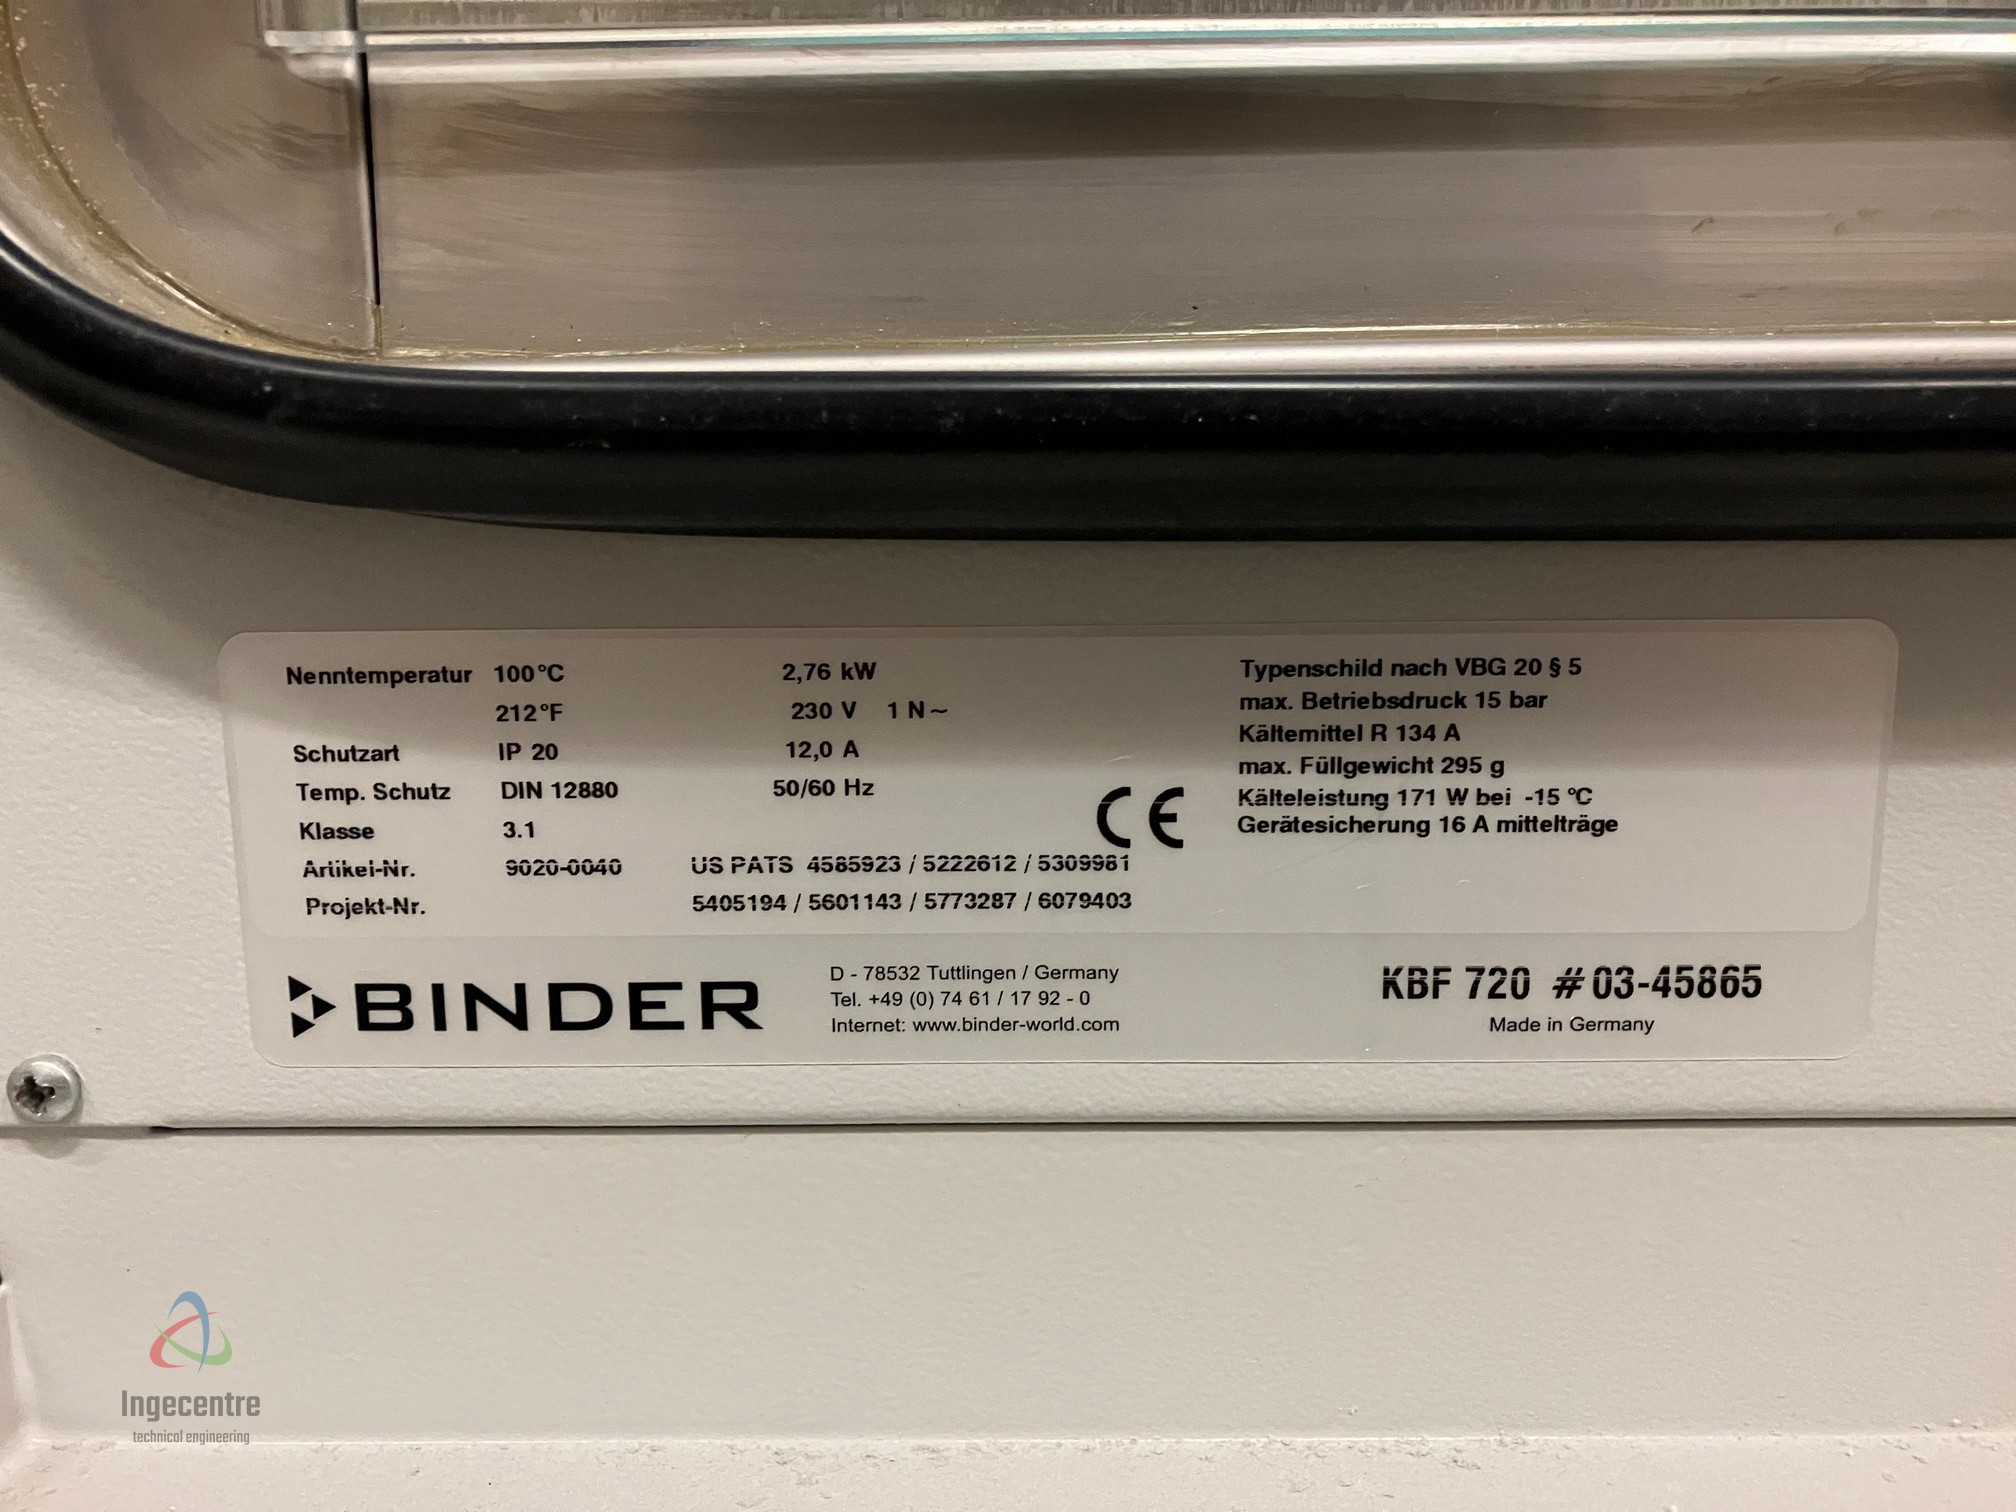 Nenntemperatur 100°C 2,76 kW
212°F 230 V 1 N~
Schutzart IP 20 12,0 A
Temp. Schutz DIN 12880 50/60 Hz
Klasse 3.1
Artikel-Nr. 9020-0040 US PATS 4585923 / 5222612 / 5309981
Projekt-Nr. 5405194 / 5601143 / 5773287 / 6079403
CE
Typenschild nach VBG 20 § 5
max. Betriebsdruck 15 bar
Kältemittel R 134 A
max. Füllgewicht 295 g
Kälteleistung 171 W bei -15 °C
Gerätesicherung 16 A mittelträge
BINDER
D - 78532 Tuttlingen / Germany
Tel. +49 (0) 74 61 / 17 92 - 0
Internet: www.binder-world.com
KBF 720 # 03-45865
Made in Germany
Ingecentre
technical engineering